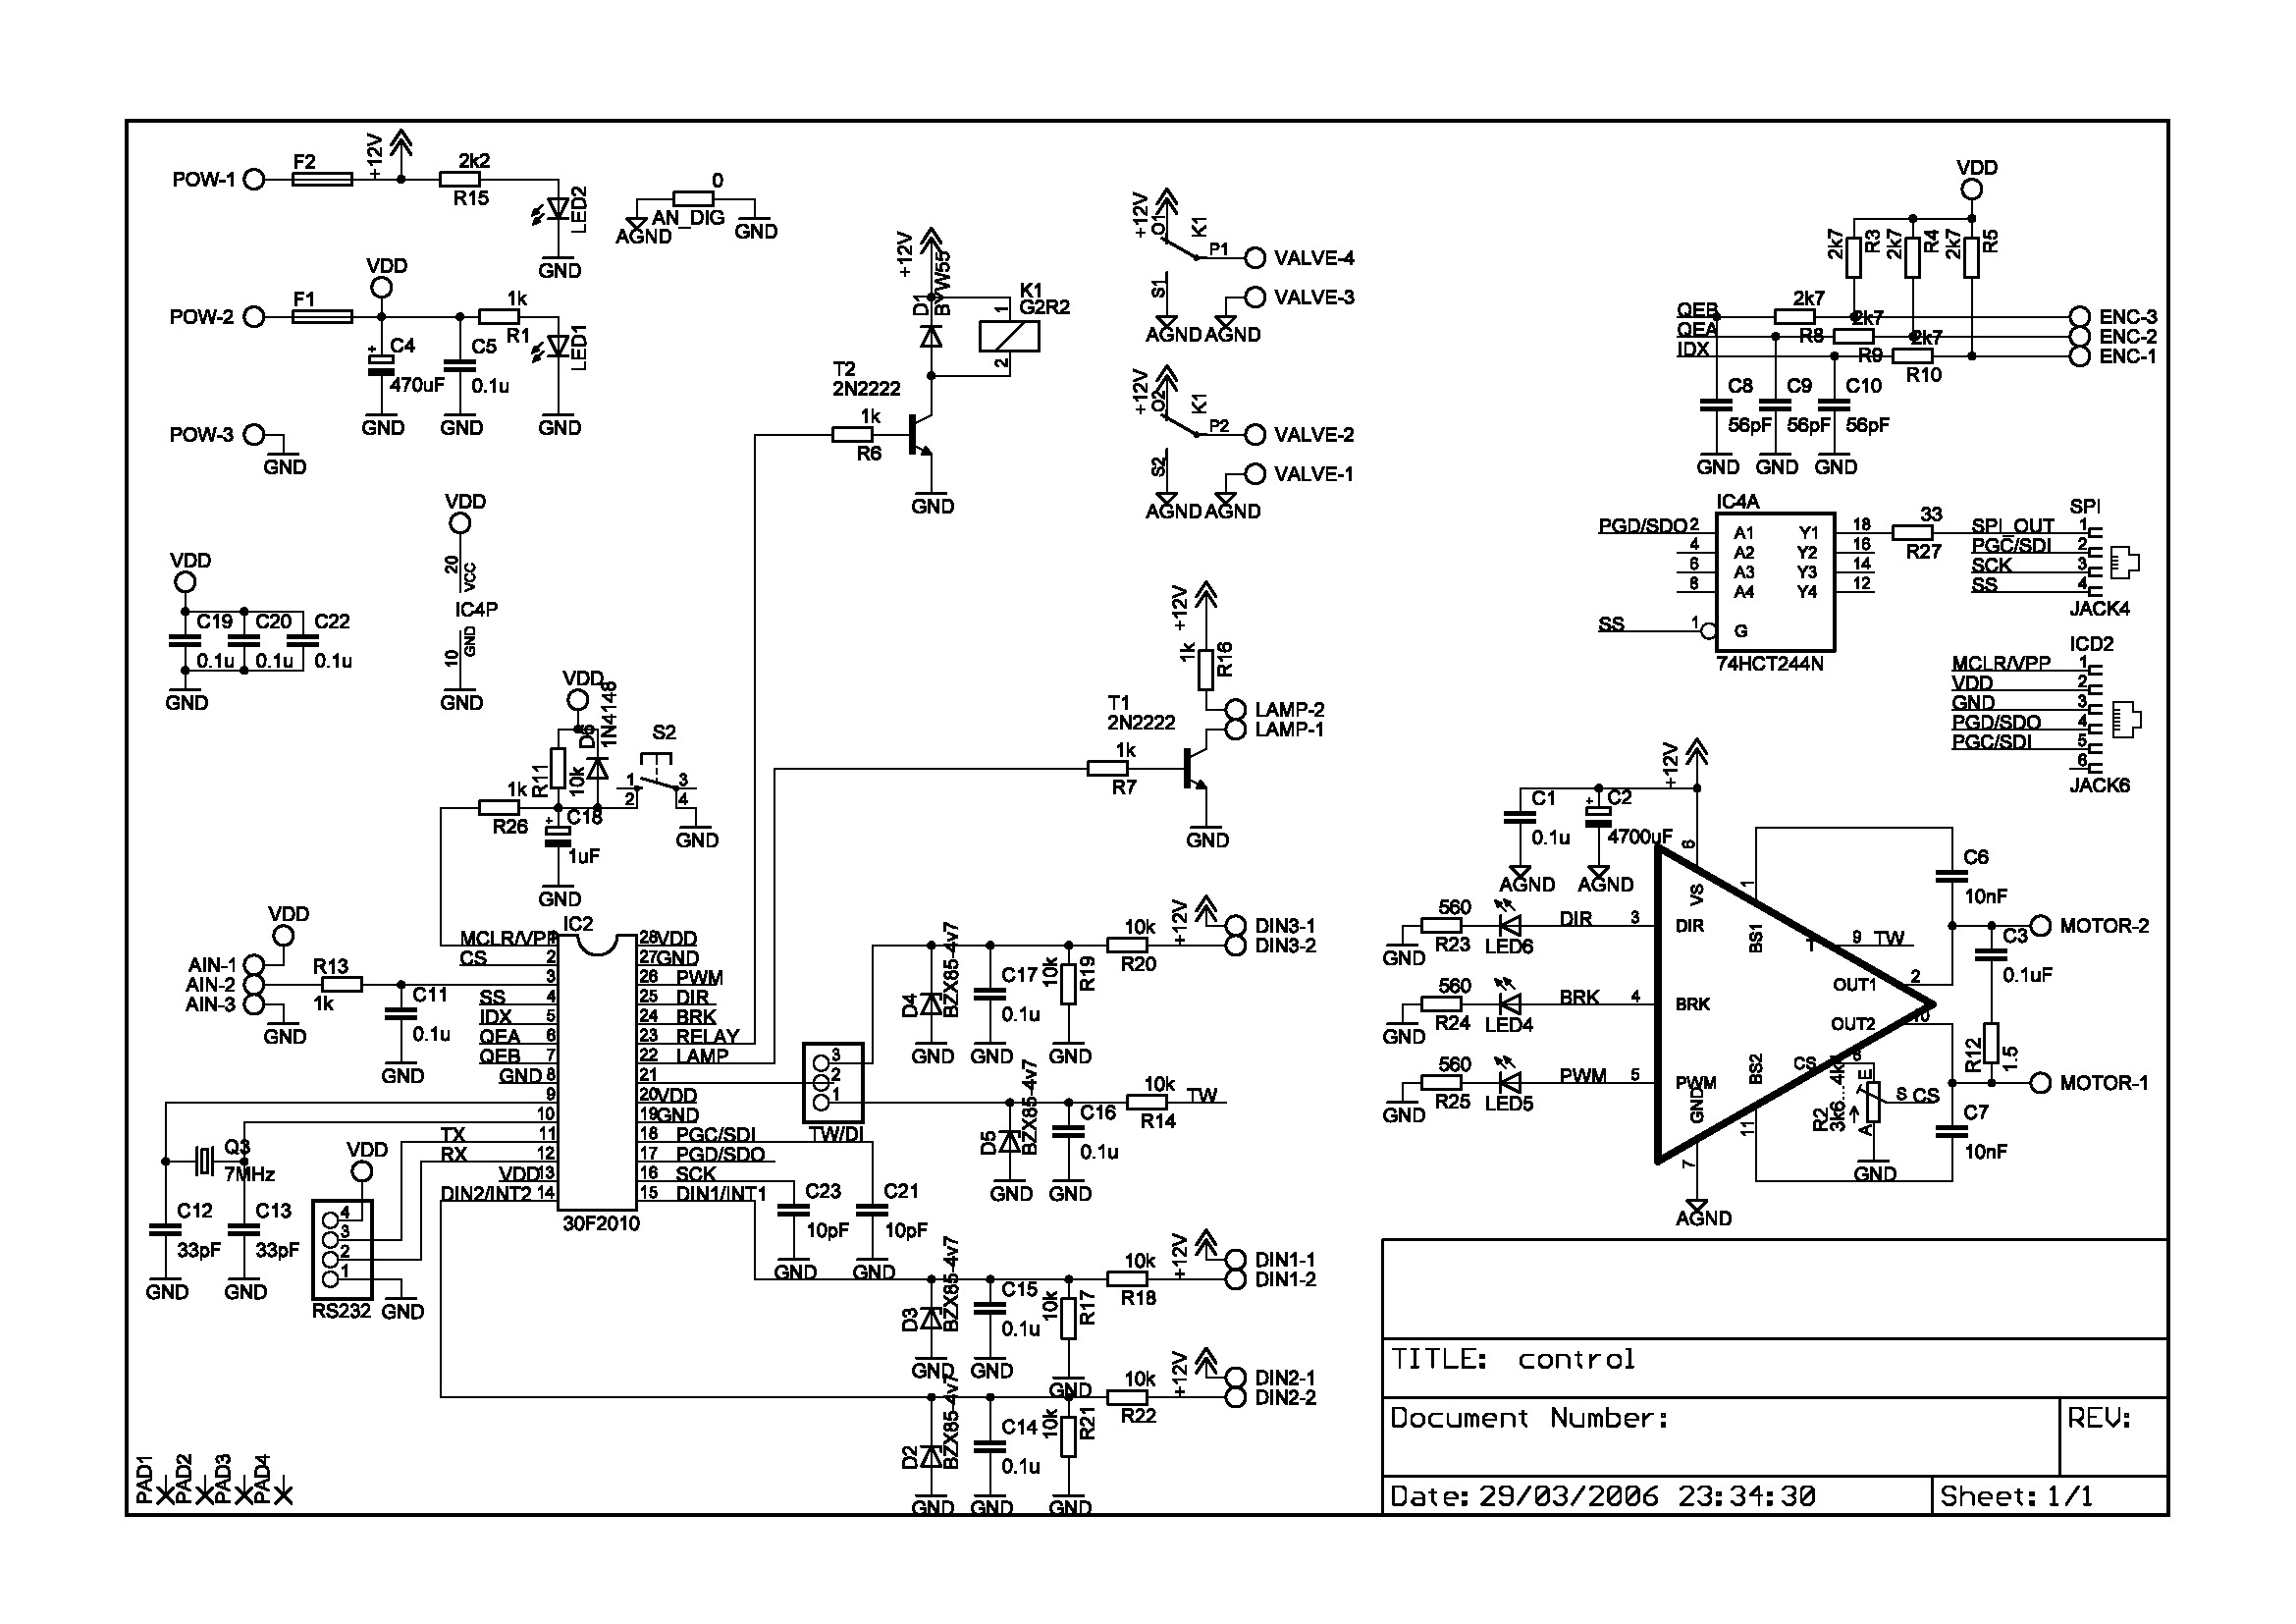 POW-1
F2
+12V
2k2
R15
LED2
GND
0
AN_DIG
AGND
GND
POW-2
F1
VDD
C4
470uF
GND
C5
0.1u
GND
1k
R1
LED1
GND
POW-3
GND
VDD
20
VCC
IC4P
10
GND
GND
VDD
C19
0.1u
C20
0.1u
C22
0.1u
GND
+12V
D1
BYW55
K1
G2R2
1
2
T2
2N2222
1k
R6
GND
+12V
O1
K1
P1
VALVE-4
S1
VALVE-3
AGND
AGND
+12V
O2
K1
P2
VALVE-2
S2
VALVE-1
AGND
AGND
VDD
2k7
R3
2k7
R4
2k7
R5
QEB
QEA
IDX
2k7
R8
2k7
R9
2k7
R10
ENC-3
ENC-2
ENC-1
C8
56pF
C9
56pF
C10
56pF
GND
GND
GND
IC4A
PGD/SDO
2
A1
Y1
18
4
A2
Y2
16
6
A3
Y3
14
8
A4
Y4
12
SS
1
G
74HCT244N
33
R27
SPI
SPI_OUT
1
PGC/SDI
2
SCK
3
SS
4
JACK4
ICD2
MCLR/VPP
1
VDD
2
GND
3
PGD/SDO
4
PGC/SDI
5
6
JACK6
VDD
1N4148
R11
10k
S2
1
2
3
4
GND
1k
R26
C18
1uF
GND
+12V
1k
R16
LAMP-2
LAMP-1
T1
2N2222
1k
R7
GND
VDD
AIN-1
AIN-2
AIN-3
GND
R13
1k
C11
0.1u
GND
IC2
MCLR/VPP
1
28
VDD
CS
2
27
GND
3
26
PWM
SS
4
25
DIR
IDX
5
24
BRK
QEA
6
23
RELAY
QEB
7
22
LAMP
GND
8
21
9
20
VDD
10
19
GND
TX
11
18
PGC/SDI
RX
12
17
PGD/SDO
VDD
13
16
SCK
DIN2/INT2
14
15
DIN1/INT1
30F2010
Q3
7MHz
C12
33pF
C13
33pF
GND
GND
VDD
4
3
2
1
RS232
GND
C23
10pF
GND
C21
10pF
GND
3
2
1
TW/DI
D4
BZX85-4v7
C17
0.1u
10k
R19
10k
R20
+12V
DIN3-1
DIN3-2
GND
GND
GND
D5
BZX85-4v7
C16
0.1u
10k
R14
TW
GND
GND
D3
BZX85-4v7
C15
0.1u
10k
R17
10k
R18
+12V
DIN1-1
DIN1-2
GND
GND
GND
D2
BZX85-4v7
C14
0.1u
10k
R21
10k
R22
+12V
DIN2-1
DIN2-2
GND
GND
GND
+12V
C1
0.1u
AGND
C2
4700uF
AGND
6
VS
560
R23
GND
LED6
DIR
3
DIR
560
R24
GND
LED4
BRK
4
BRK
560
R25
GND
LED5
PWM
5
PWM
GND
7
AGND
1
BS1
T
9
TW
OUT1
2
OUT2
10
CS
8
BS2
11
R2
3k6...4k
E
A
S
CS
GND
C6
10nF
C3
0.1uF
R12
1.5
C7
10nF
MOTOR-2
MOTOR-1
PAD1
PAD2
PAD3
PAD4
TITLE: control
Document Number:
REV:
Date: 29/03/2006 23:34:30
Sheet: 1/1